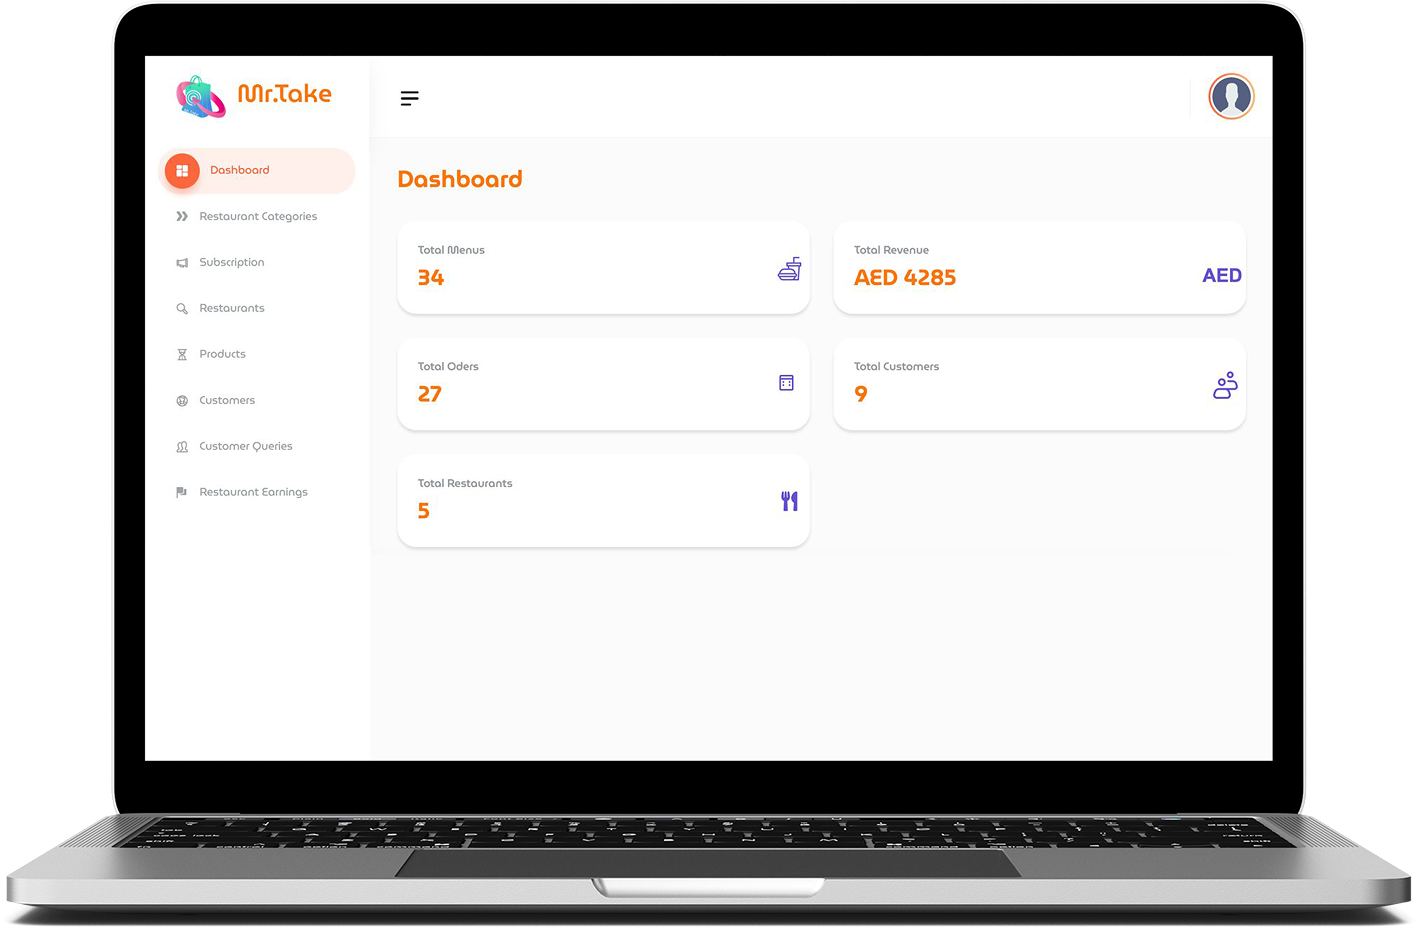 Mr.Take
Dashboard
Restaurant Categories
Subscription
Restaurants
Products
Customers
Customer Queries
Restaurant Earnings
Dashboard
Total Menus
34
Total Revenue
AED 4285
AED
Total Oders
27
Total Customers
9
Total Restaurants
5